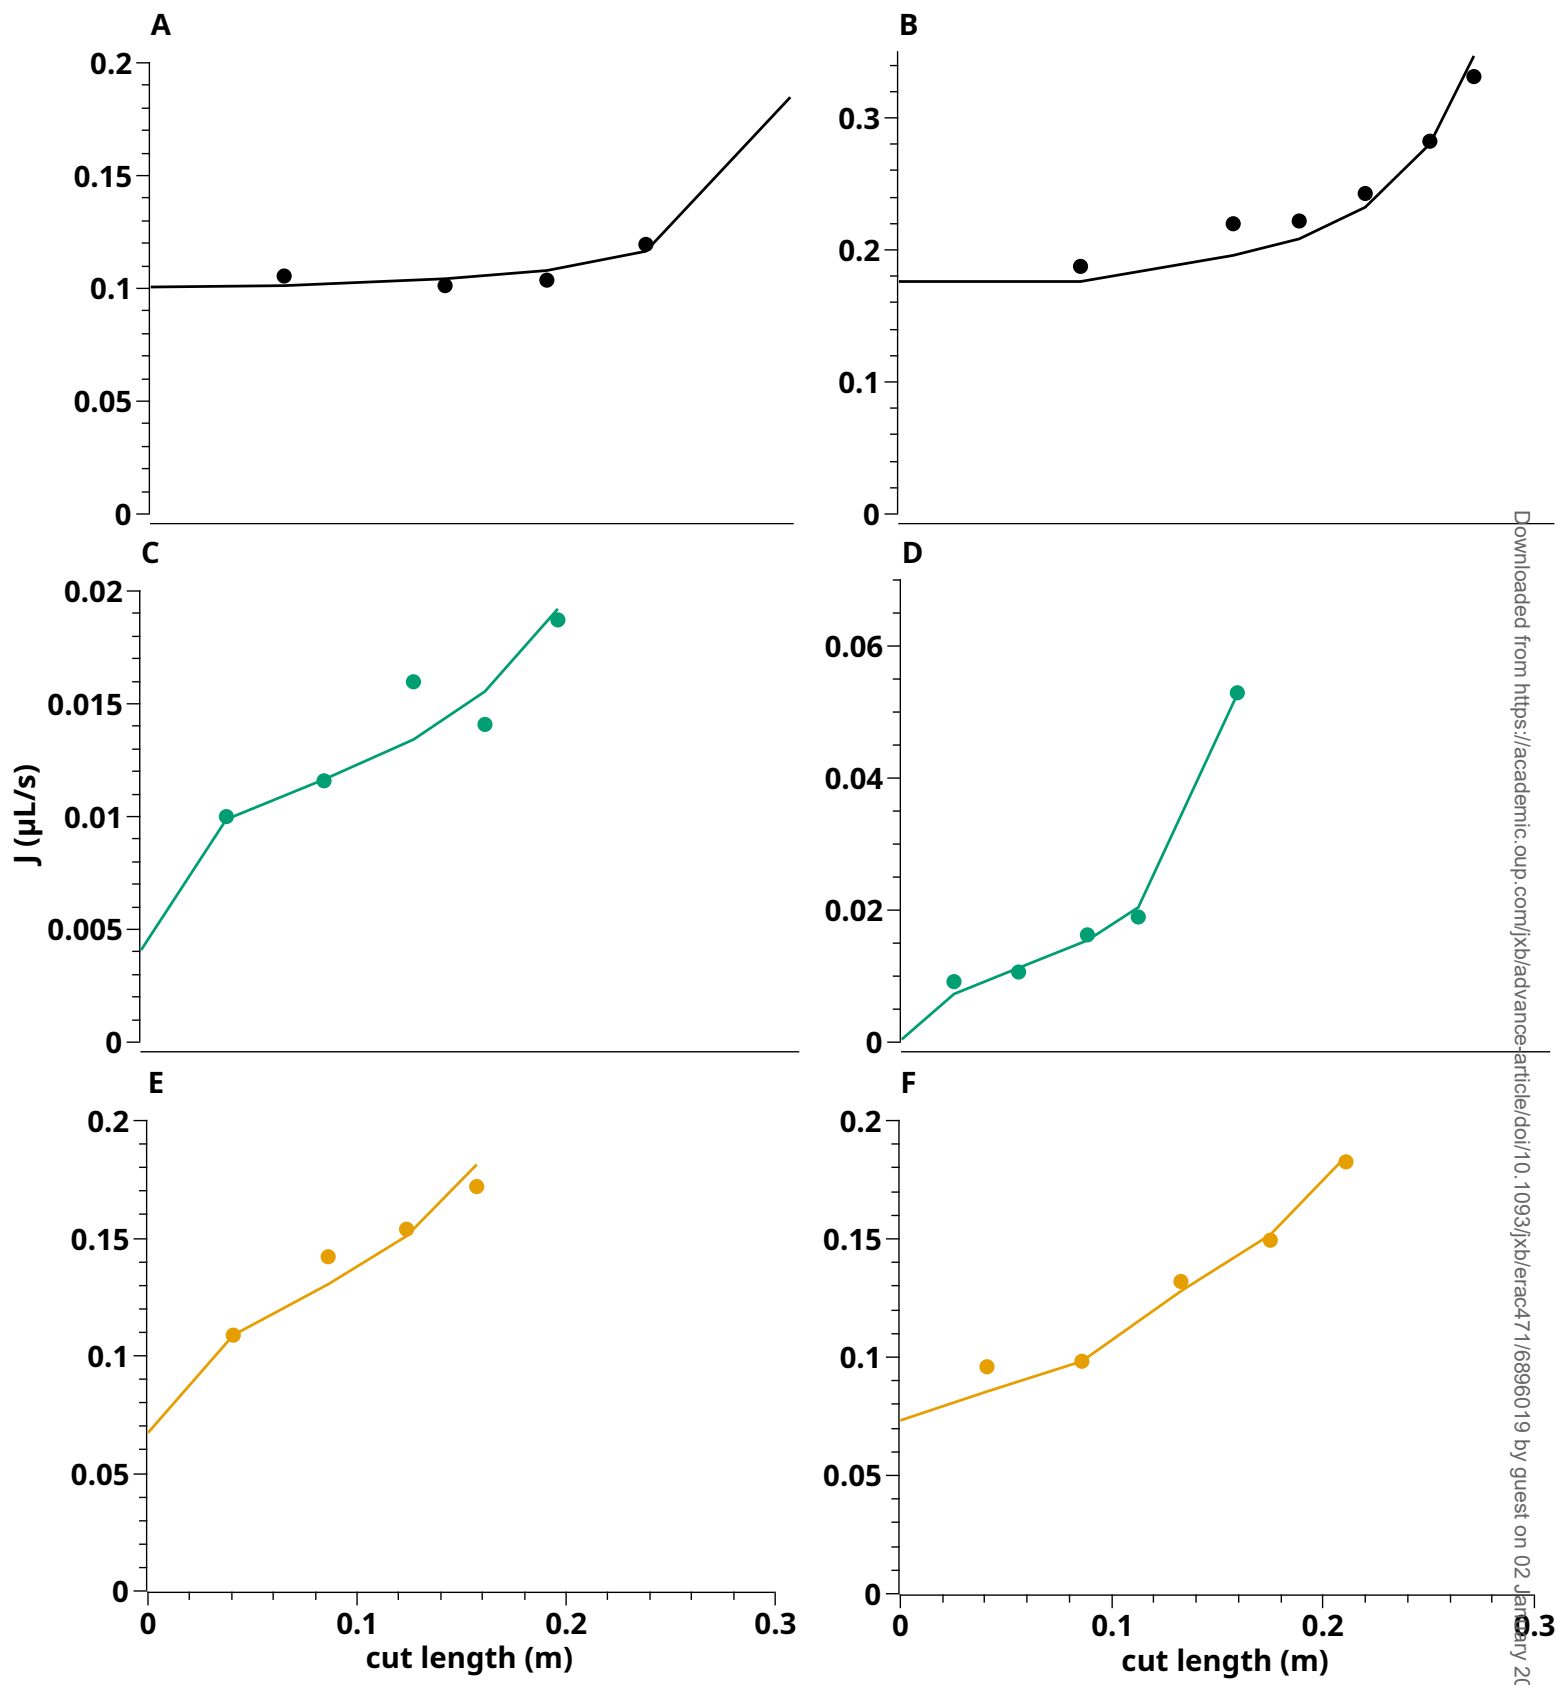 A
0.2
0.15
0.1
0.05
0
B
0.3
0.2
0.1
0
C
0.02
0.015
0.01
0.005
0
D
0.06
0.04
0.02
0
J (µL/s)
E
0.2
0.15
0.1
0.05
0
0 0.1 0.2 0.3
cut length (m)
F
0.2
0.15
0.1
0.05
0
0 0.1 0.2 0.3
cut length (m)
Downloaded from https://academic.oup.com/jxb/advance-article/doi/10.1093/jxb/erac471/6896019 by guest on 02 January 20